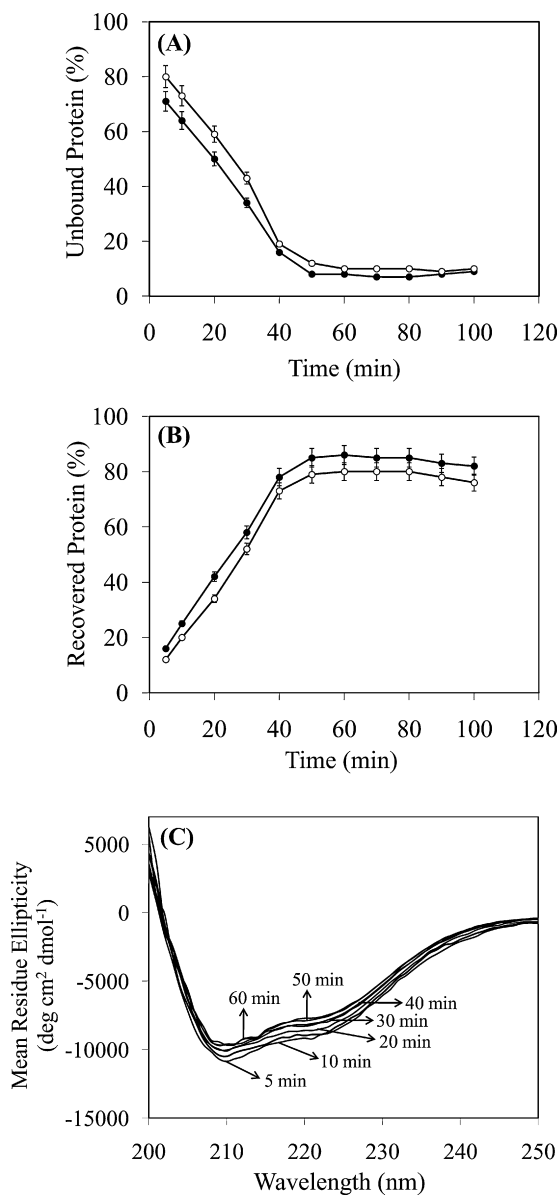 (A)
Unbound Protein (%)
100
80
60
40
20
0
0 20 40 60 80 100 120
Time (min)
(B)
Recovered Protein (%)
100
80
60
40
20
0
0 20 40 60 80 100 120
Time (min)
(C)
Mean Residue Ellipticity
(deg cm² dmol⁻¹)
5000
0
-5000
-10000
-15000
50 min
60 min
40 min
30 min
20 min
10 min
5 min
200 210 220 230 240 250
Wavelength (nm)